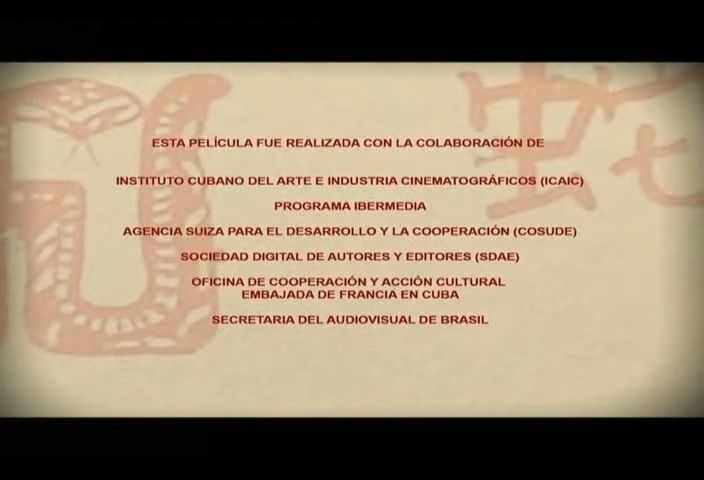 ESTA PELÍCULA FUE REALIZADA CON LA COLABORACIÓN DE
INSTITUTO CUBANO DEL ARTE E INDUSTRIA CINEMATOGRÁFICOS (ICAIC)
PROGRAMA IBERMEDIA
AGENCIA SUIZA PARA EL DESARROLLO Y LA COOPERACIÓN (COSUDE)
SOCIEDAD DIGITAL DE AUTORES Y EDITORES (SDAE)
OFICINA DE COOPERACIÓN Y ACCIÓN CULTURAL
EMBAJADA DE FRANCIA EN CUBA
SECRETARIA DEL AUDIOVISUAL DE BRASIL
蛇